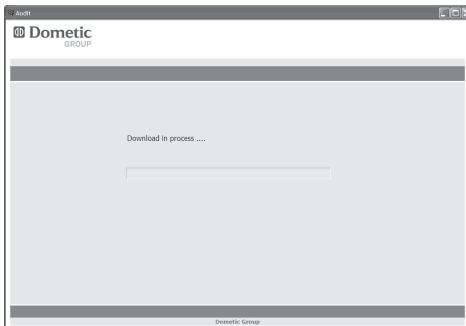 Audit
Dometic
GROUP
Download in process ....
Dometic Group